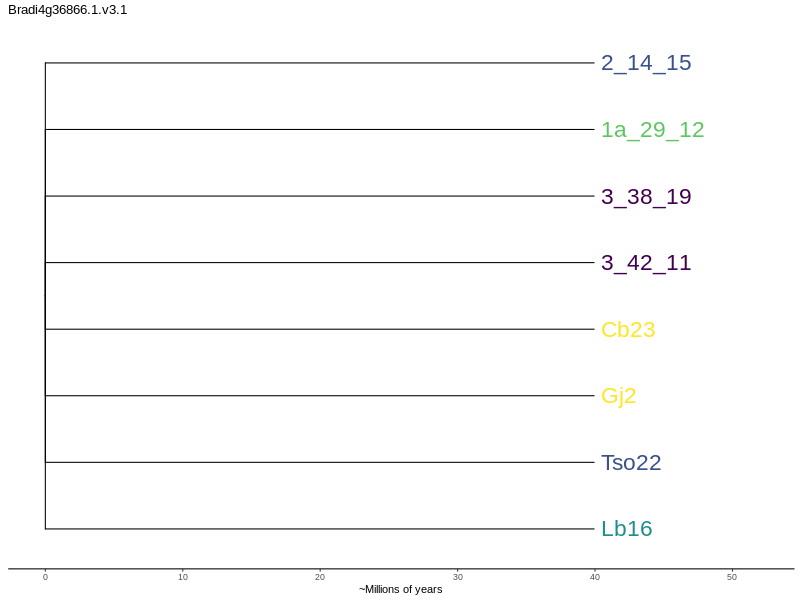 Bradi4g36866.1.v3.1
2_14_15
1a_29_12
3_38_19
3_42_11
Cb23
Gj2
Tso22
Lb16
0 10 20 30 40 50
~Millions of years